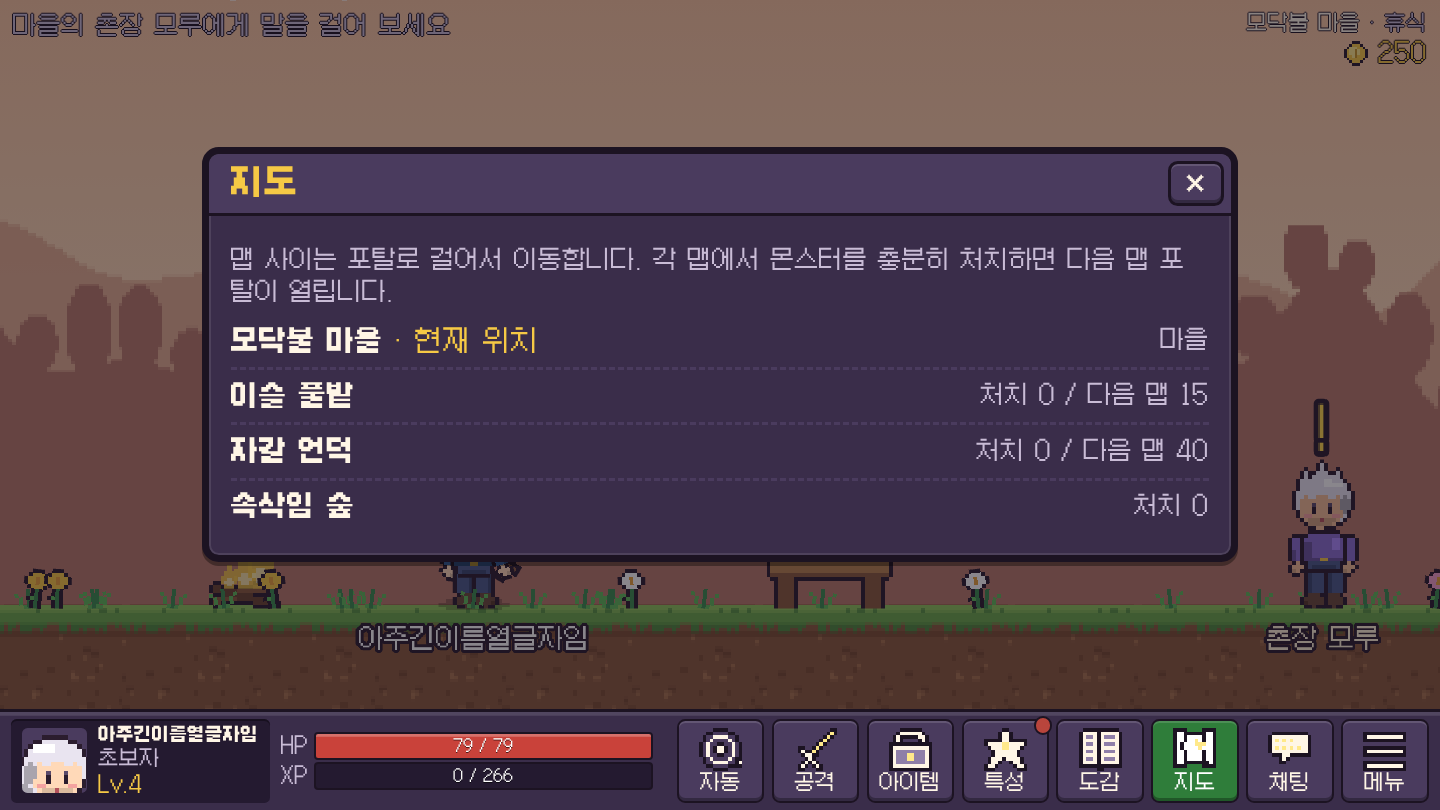 마을의 촌장 모루에게 말을 걸어 보세요
모닥불 마을 · 휴식
250
지도
맵 사이는 포탈로 걸어서 이동합니다. 각 맵에서 몬스터를 충분히 처치하면 다음 맵 포
탈이 열립니다.
모닥불 마을 · 현재 위치 마을
이슬 풀밭 처치 0 / 다음 맵 15
자갈 언덕 처치 0 / 다음 맵 40
속삭임 숲 처치 0
아주긴이름열글자임
촌장 모루
아주긴이름열글자임
초보자
Lv.4
HP 79 / 79
XP 0 / 266
자동 공격 아이템 특성 도감 지도 채팅 메뉴